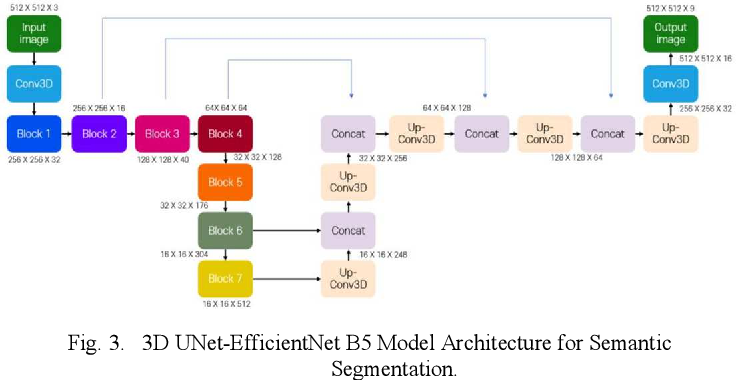 512 X 512 X 3
Input
image
Conv3D
Block 1
256 X 256 X 32
256 X 256 X 16
Block 2
Block 3
128 X 128 X 40
64X 64 X 64
Block 4
32 X 32 X 128
Block 5
32 X 32 X 176
Block 6
16 X 16 X 304
Block 7
16 X 16 X 512
Up-
Conv3D
16 X 16 X 248
Concat
Up-
Conv3D
32 X 32 X 256
Concat
Up-
Conv3D
64 X 64 X 128
Concat
Up-
Conv3D
128 X 128 X 64
Concat
Up-
Conv3D
256 X 256 X 32
Conv3D
512 X 512 X 16
Output
image
512 X 512 X 9
Fig. 3. 3D UNet-EfficientNet B5 Model Architecture for Semantic
Segmentation.